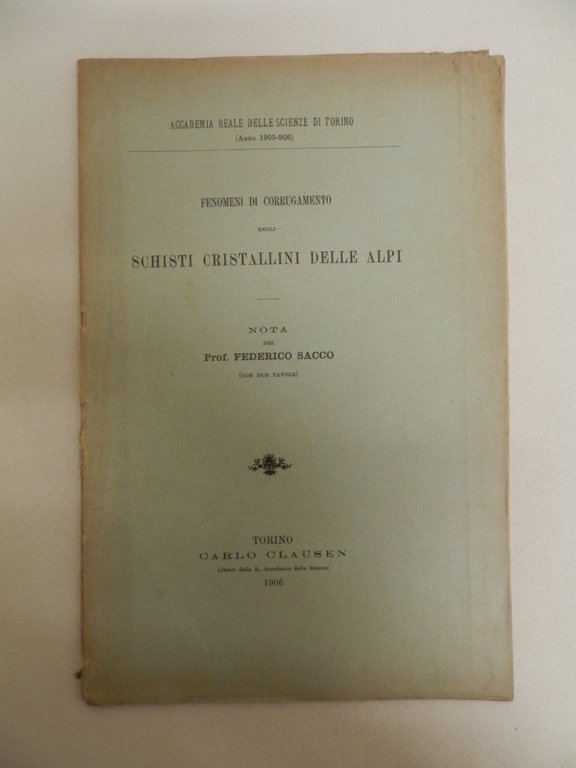 ACCADEMIA REALE DELLE SCIENZE DI TORINO
(Anno 1905-906)
FENOMENI DI CORRUGAMENTO
NEGLI
SCHISTI CRISTALLINI DELLE ALPI
NOTA
DEL
Prof. FEDERICO SACCO
(CON DUE TAVOLE)
TORINO
CARLO CLAUSEN
Libraio della R. Accademia delle Scienze
1906